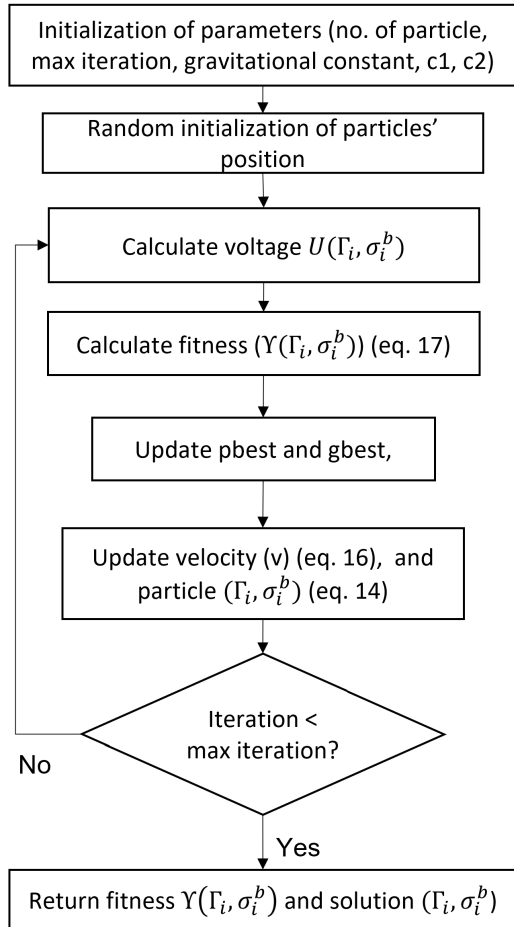 Initialization of parameters (no. of particle,
max iteration, gravitational constant, c1, c2)
Random initialization of particles’
position
Calculate voltage U(Γᵢ, σᵢᵇ)
Calculate fitness (ϒ(Γᵢ, σᵢᵇ)) (eq. 17)
Update pbest and gbest,
Update velocity (v) (eq. 16), and
particle (Γᵢ, σᵢᵇ) (eq. 14)
Iteration <
max iteration?
No
Yes
Return fitness ϒ(Γᵢ, σᵢᵇ) and solution (Γᵢ, σᵢᵇ)